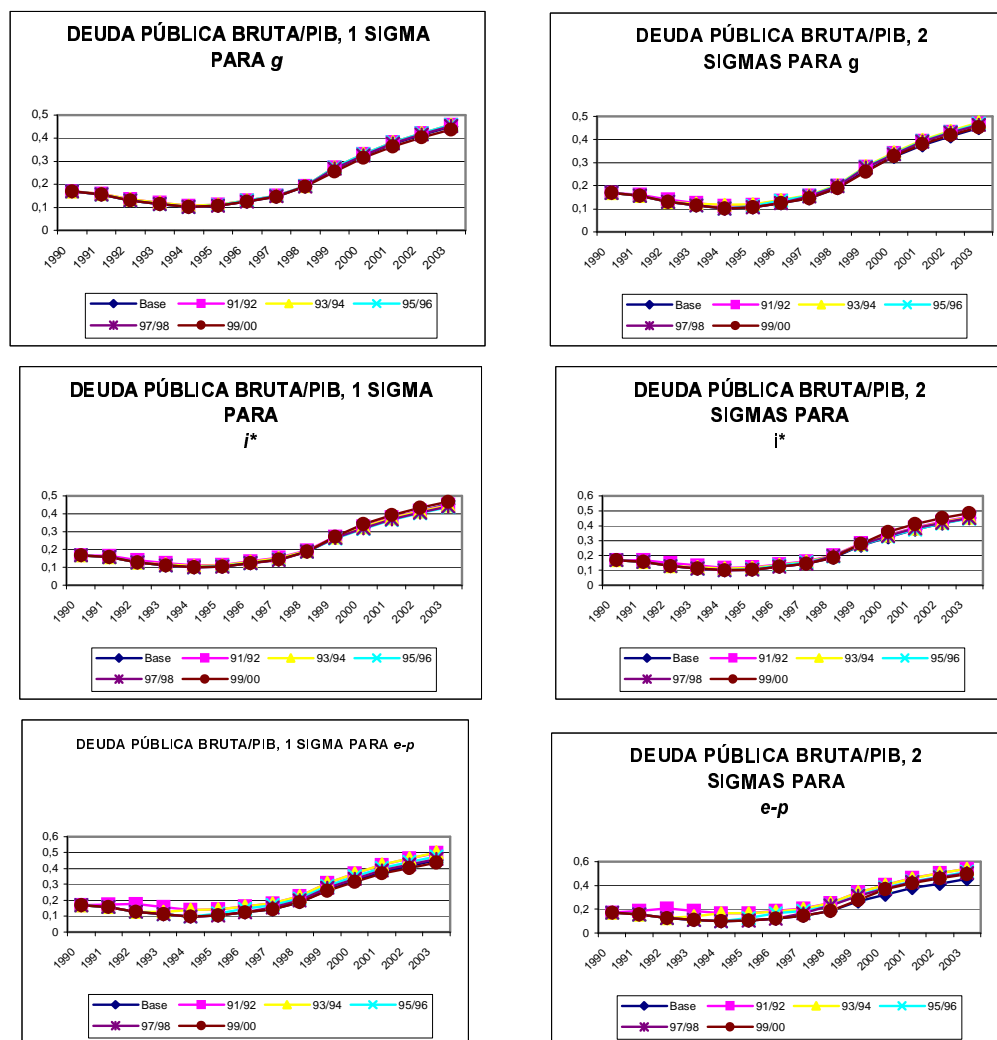 DEUDA PÚBLICA BRUTA/PIB, 1 SIGMA
PARA g
0,5
0,4
0,3
0,2
0,1
0
1990 1991 1992 1993 1994 1995 1996 1997 1998 1999 2000 2001 2002 2003
Base 91/92 93/94 95/96
97/98 99/00
DEUDA PÚBLICA BRUTA/PIB, 2
SIGMAS PARA g
0,5
0,4
0,3
0,2
0,1
0
1990 1991 1992 1993 1994 1995 1996 1997 1998 1999 2000 2001 2002 2003
Base 91/92 93/94 95/96
97/98 99/00
DEUDA PÚBLICA BRUTA/PIB, 1 SIGMA
PARA
i*
0,5
0,4
0,3
0,2
0,1
0
1990 1991 1992 1993 1994 1995 1996 1997 1998 1999 2000 2001 2002 2003
Base 91/92 93/94 95/96
97/98 99/00
DEUDA PÚBLICA BRUTA/PIB, 2
SIGMAS PARA
i*
0,6
0,5
0,4
0,3
0,2
0,1
0
1990 1991 1992 1993 1994 1995 1996 1997 1998 1999 2000 2001 2002 2003
Base 91/92 93/94 95/96
97/98 99/00
DEUDA PÚBLICA BRUTA/PIB, 1 SIGMA PARA e-p
0,6
0,5
0,4
0,3
0,2
0,1
0
1990 1991 1992 1993 1994 1995 1996 1997 1998 1999 2000 2001 2002 2003
Base 91/92 93/94 95/96
97/98 99/00
DEUDA PÚBLICA BRUTA/PIB, 2
SIGMAS PARA
e-p
0,6
0,4
0,2
0
1990 1991 1992 1993 1994 1995 1996 1997 1998 1999 2000 2001 2002 2003
Base 91/92 93/94 95/96
97/98 99/00